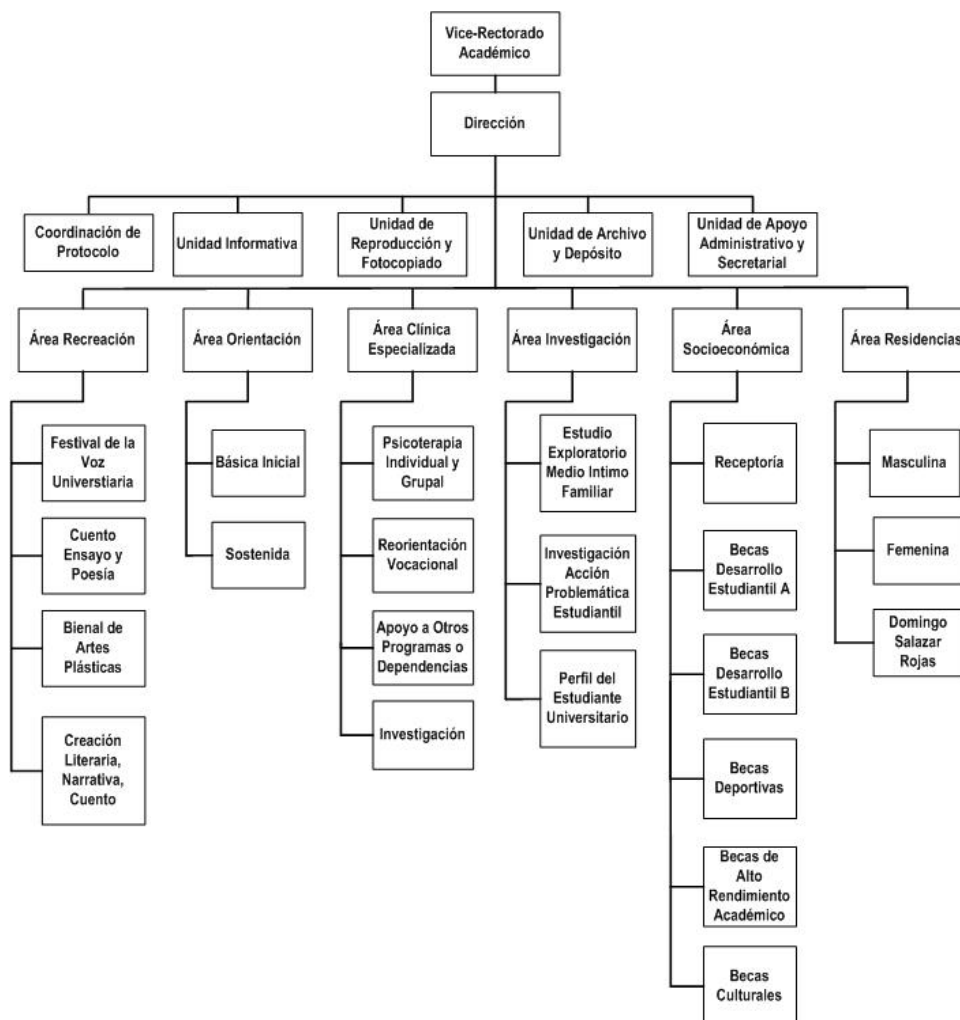 Vice-Rectorado
Académico
Dirección
Coordinación de
Protocolo
Unidad Informativa
Unidad de
Reproducción y
Fotocopiado
Unidad de Archivo
y Depósito
Unidad de Apoyo
Administrativo y
Secretarial
Área Recreación
Área Orientación
Área Clínica
Especializada
Área Investigación
Área
Socioeconómica
Área Residencias
Festival de la
Voz
Universtiaria
Cuento
Ensayo y
Poesía
Bienal de
Artes
Plásticas
Creación
Literaria,
Narrativa,
Cuento
Básica Inicial
Sostenida
Psicoterapia
Individual y
Grupal
Reorientación
Vocacional
Apoyo a Otros
Programas o
Dependencias
Investigación
Estudio
Exploratorio
Medio Intimo
Familiar
Investigación
Acción
Problemática
Estudiantil
Perfil del
Estudiante
Universitario
Receptoría
Becas
Desarrollo
Estudiantil A
Becas
Desarrollo
Estudiantil B
Becas
Deportivas
Becas de
Alto
Rendimiento
Académico
Becas
Culturales
Masculina
Femenina
Domingo
Salazar
Rojas